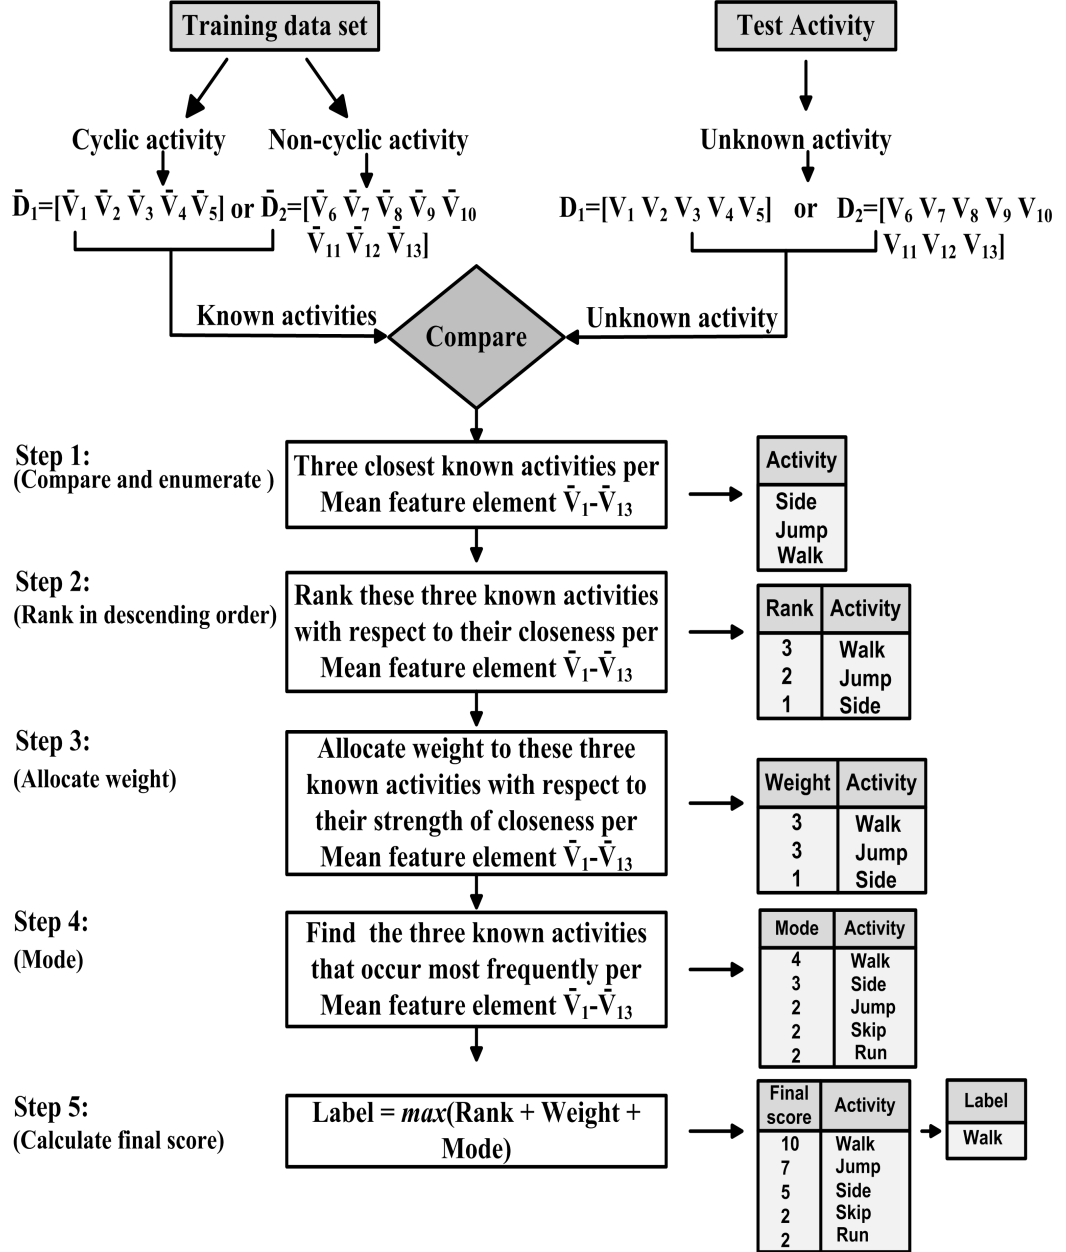 Training data set
Test Activity
Cyclic activity
Non-cyclic activity
Unknown activity
D̄₁=[V̄₁ V̄₂ V̄₃ V̄₄ V̄₅] or D̄₂=[V̄₆ V̄₇ V̄₈ V̄₉ V̄₁₀
V̄₁₁ V̄₁₂ V̄₁₃]
D₁=[V₁ V₂ V₃ V₄ V₅] or D₂=[V₆ V₇ V₈ V₉ V₁₀
V₁₁ V₁₂ V₁₃]
Known activities
Compare
Unknown activity
Step 1:
(Compare and enumerate )
Three closest known activities per
Mean feature element V̄₁-V̄₁₃
Activity
Side
Jump
Walk
Step 2:
(Rank in descending order)
Rank these three known activities
with respect to their closeness per
Mean feature element V̄₁-V̄₁₃
Rank Activity
3 Walk
2 Jump
1 Side
Step 3:
(Allocate weight)
Allocate weight to these three
known activities with respect to
their strength of closeness per
Mean feature element V̄₁-V̄₁₃
Weight Activity
3 Walk
3 Jump
1 Side
Step 4:
(Mode)
Find the three known activities
that occur most frequently per
Mean feature element V̄₁-V̄₁₃
Mode Activity
4 Walk
3 Side
2 Jump
2 Skip
2 Run
Step 5:
(Calculate final score)
Label = max(Rank + Weight +
Mode)
Final
score
Activity
10 Walk
7 Jump
5 Side
2 Skip
2 Run
Label
Walk